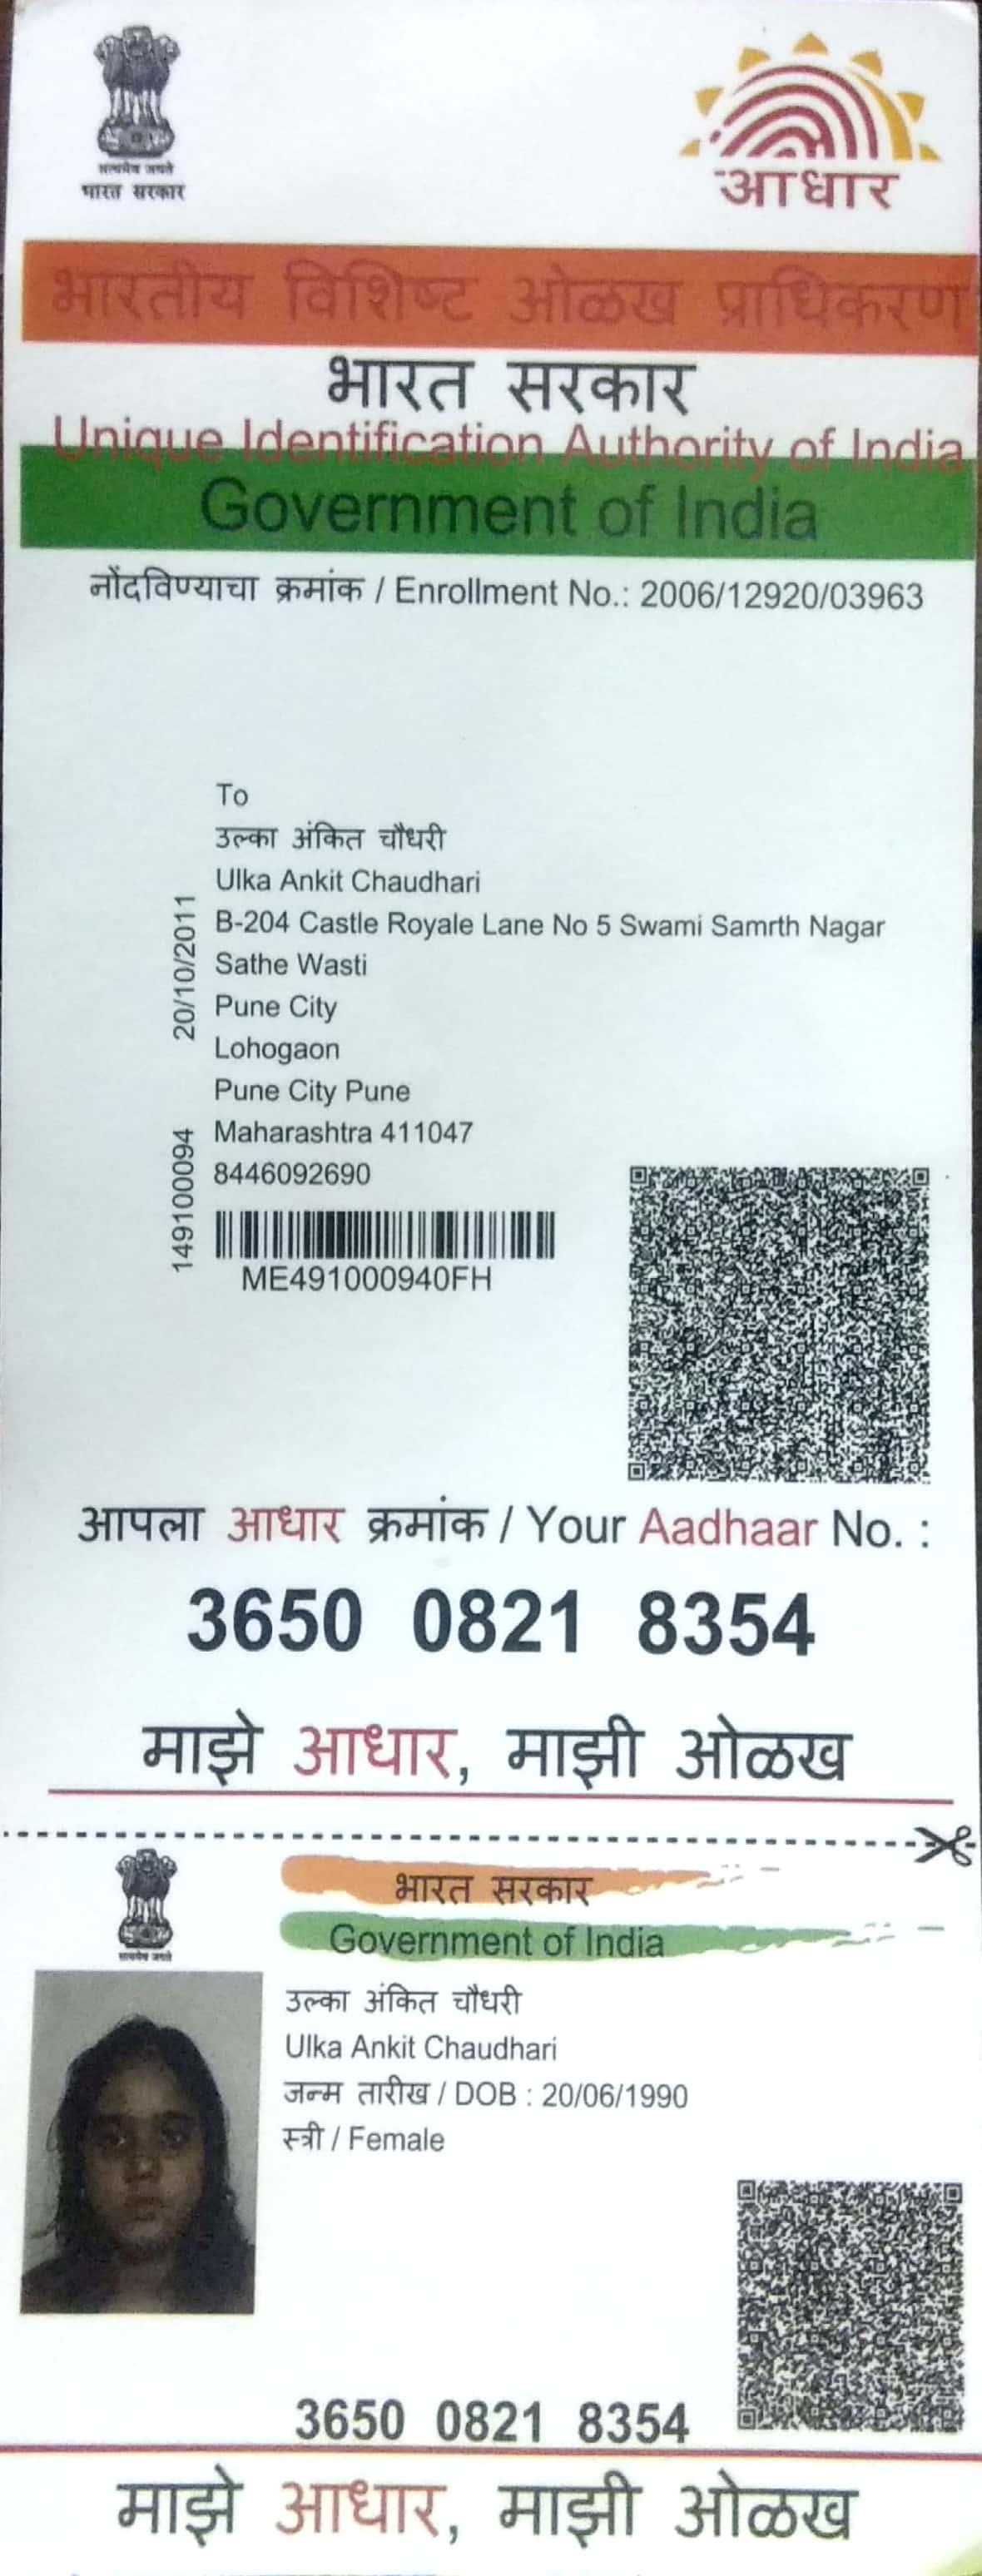 सत्यमेव जयते
भारत सरकार
आधार
भारतीय विशिष्ट ओळख प्राधिकरण
भारत सरकार
Unique Identification Authority of India
Government of India
नोंदविण्याचा क्रमांक / Enrollment No.: 2006/12920/03963
To
उल्का अंकित चौधरी
Ulka Ankit Chaudhari
B-204 Castle Royale Lane No 5 Swami Samrth Nagar
Sathe Wasti
Pune City
Lohogaon
Pune City Pune
Maharashtra 411047
8446092690
20/10/2011
149100094
ME491000940FH
आपला आधार क्रमांक / Your Aadhaar No. :
3650 0821 8354
माझे आधार, माझी ओळख
सत्यमेव जयते
भारत सरकार
Government of India
उल्का अंकित चौधरी
Ulka Ankit Chaudhari
जन्म तारीख / DOB : 20/06/1990
स्त्री / Female
3650 0821 8354
माझे आधार, माझी ओळख